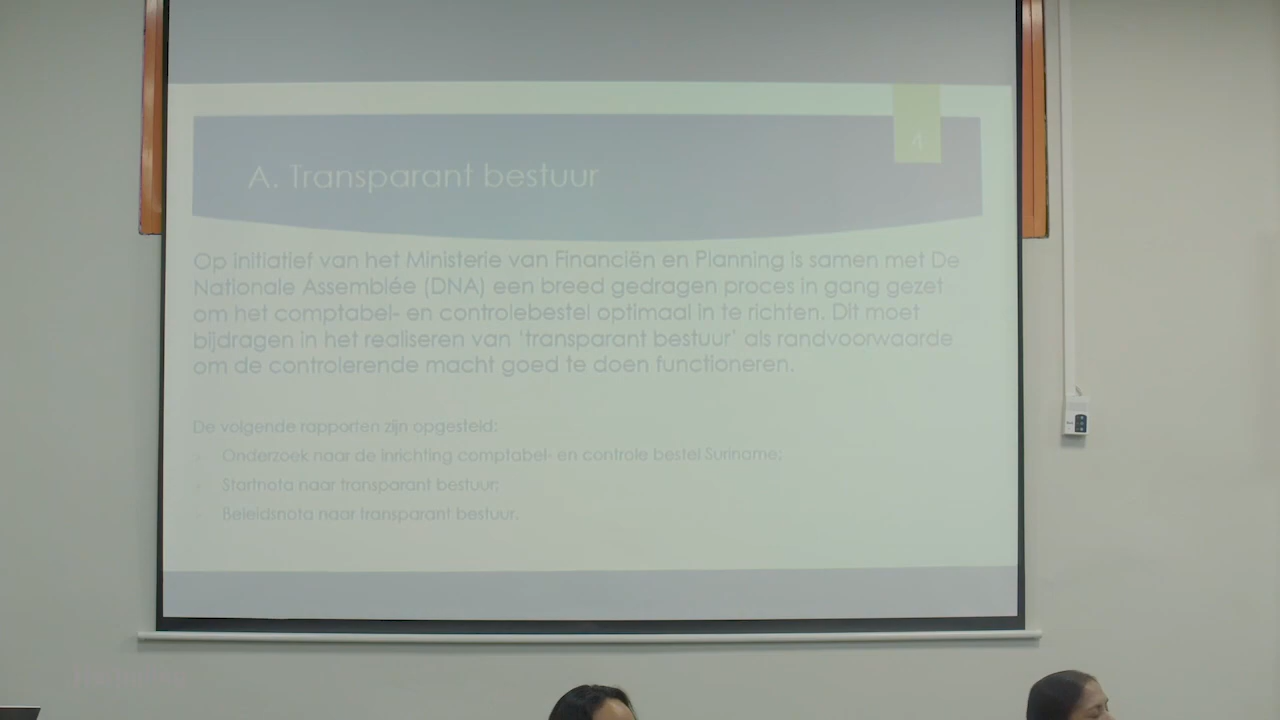 4
A. Transparant bestuur
Op initiatief van het Ministerie van Financiën en Planning is samen met De
Nationale Assemblée (DNA) een breed gedragen proces in gang gezet
om het comptabel- en controlebestel optimaal in te richten. Dit moet
bijdragen in het realiseren van 'transparant bestuur' als randvoorwaarde
om de controlerende macht goed te doen functioneren.
De volgende rapporten zijn opgesteld:
- Onderzoek naar de inrichting comptabel- en controle bestel Suriname;
- Startnota naar transparant bestuur;
- Beleidsnota naar transparant bestuur.